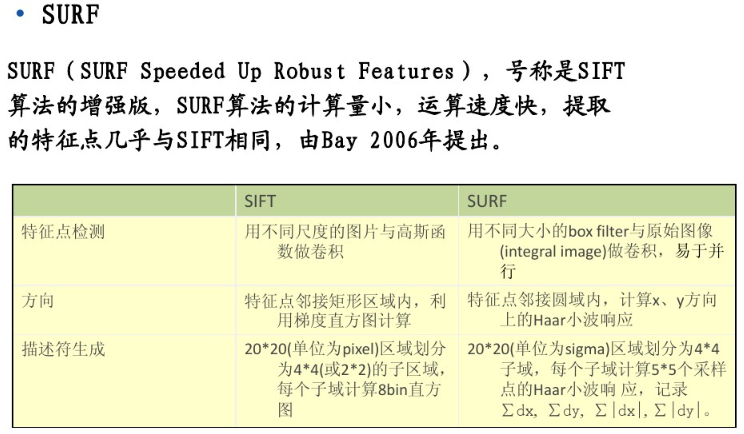 • SURF
SURF（SURF Speeded Up Robust Features），号称是SIFT
算法的增强版，SURF算法的计算量小，运算速度快，提取
的特征点几乎与SIFT相同，由Bay 2006年提出。
SIFT
SURF
特征点检测
用不同尺度的图片与高斯函
数做卷积
用不同大小的box filter与原始图像
(integral image)做卷积，易于并
行
方向
特征点邻接矩形区域内，利
用梯度直方图计算
特征点邻接圆域内，计算x、y方向
上的Haar小波响应
描述符生成
20*20(单位为pixel)区域划分
为4*4(或2*2)的子区域，
每个子域计算8bin直方
图
20*20(单位为sigma)区域划分为4*4
子域，每个子域计算5*5个采样
点的Haar小波响 应，记录
∑dx, ∑dy, ∑|dx|, ∑|dy|。